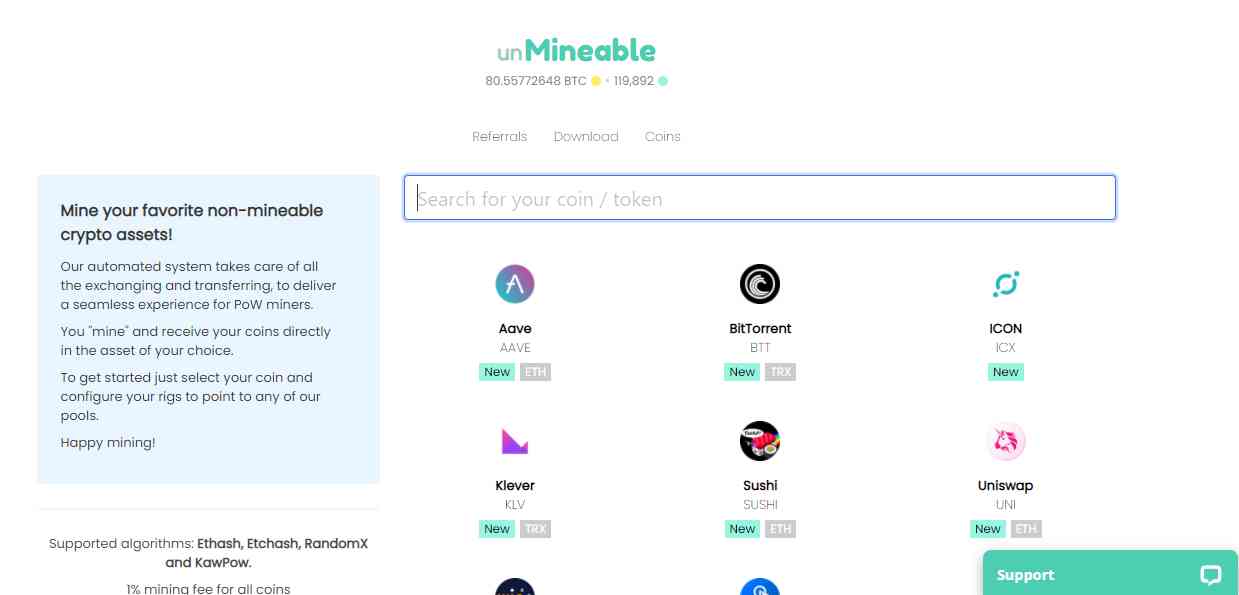 unMineable
80.55772648 BTC • 119,892
Referrals Download Coins
Mine your favorite non-mineable
crypto assets!
Our automated system takes care of all
the exchanging and transferring, to deliver
a seamless experience for PoW miners.
You "mine" and receive your coins directly
in the asset of your choice.
To get started just select your coin and
configure your rigs to point to any of our
pools.
Happy mining!
Supported algorithms: Ethash, Etchash, RandomX
and KawPow.
1% mining fee for all coins
Search for your coin / token
Aave BitTorrent ICON
AAVE BTT ICX
New ETH New TRX New
Klever Sushi Uniswap
KLV SUSHI UNI
New TRX New ETH New ETH
Support